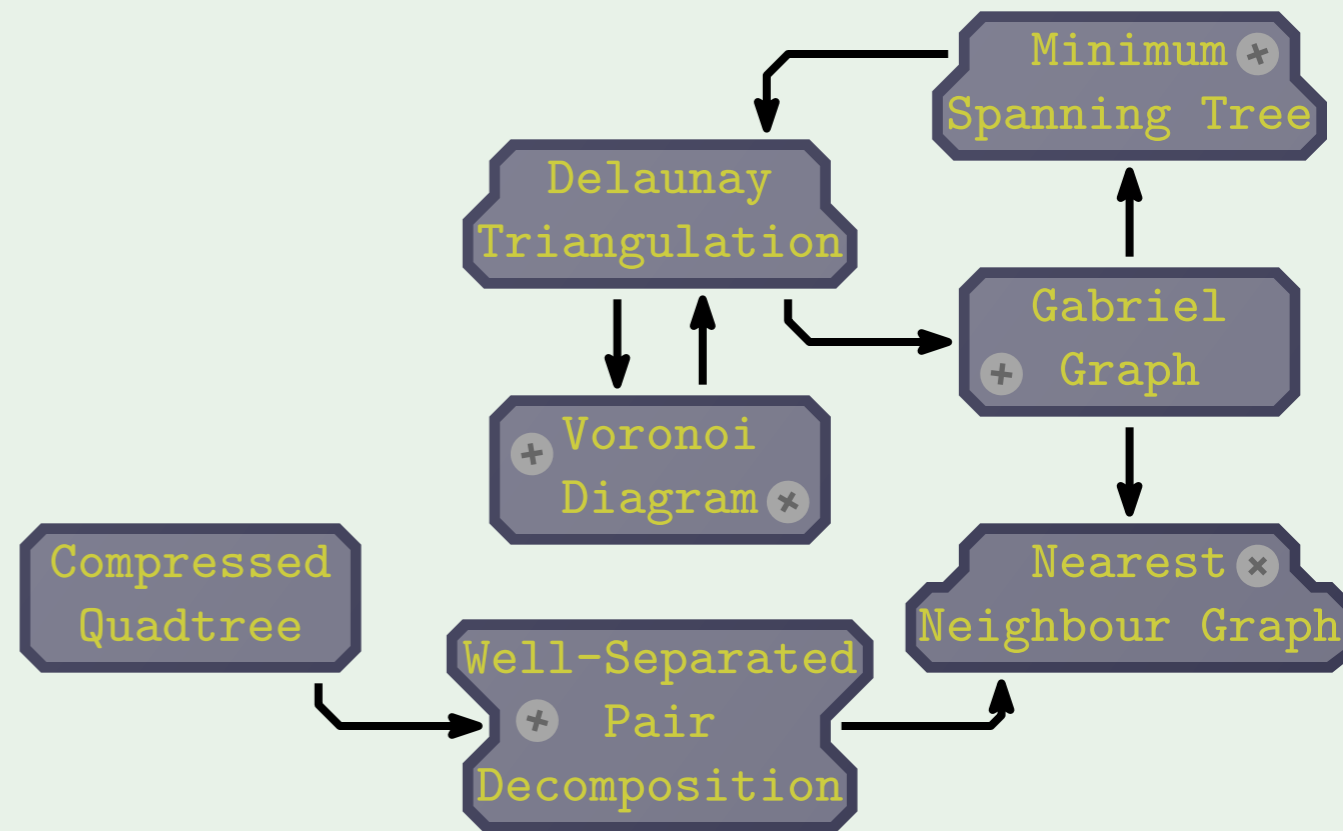 Minimum
Spanning Tree
Delaunay
Triangulation
Gabriel
Graph
Voronoi
Diagram
Compressed
Quadtree
Nearest
Neighbour Graph
Well-Separated
Pair
Decomposition